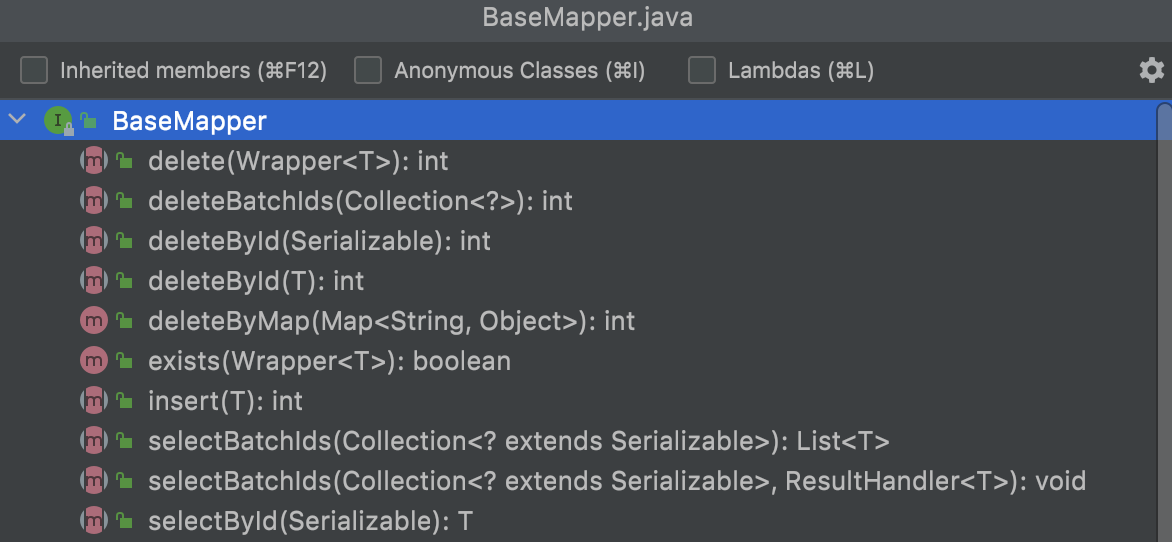 BaseMapper.java
Inherited members (⌘F12) Anonymous Classes (⌘I) Lambdas (⌘L)
I BaseMapper
m delete(Wrapper<T>): int
m deleteBatchIds(Collection<?>): int
m deleteById(Serializable): int
m deleteById(T): int
m deleteByMap(Map<String, Object>): int
m exists(Wrapper<T>): boolean
m insert(T): int
m selectBatchIds(Collection<? extends Serializable>): List<T>
m selectBatchIds(Collection<? extends Serializable>, ResultHandler<T>): void
m selectById(Serializable): T